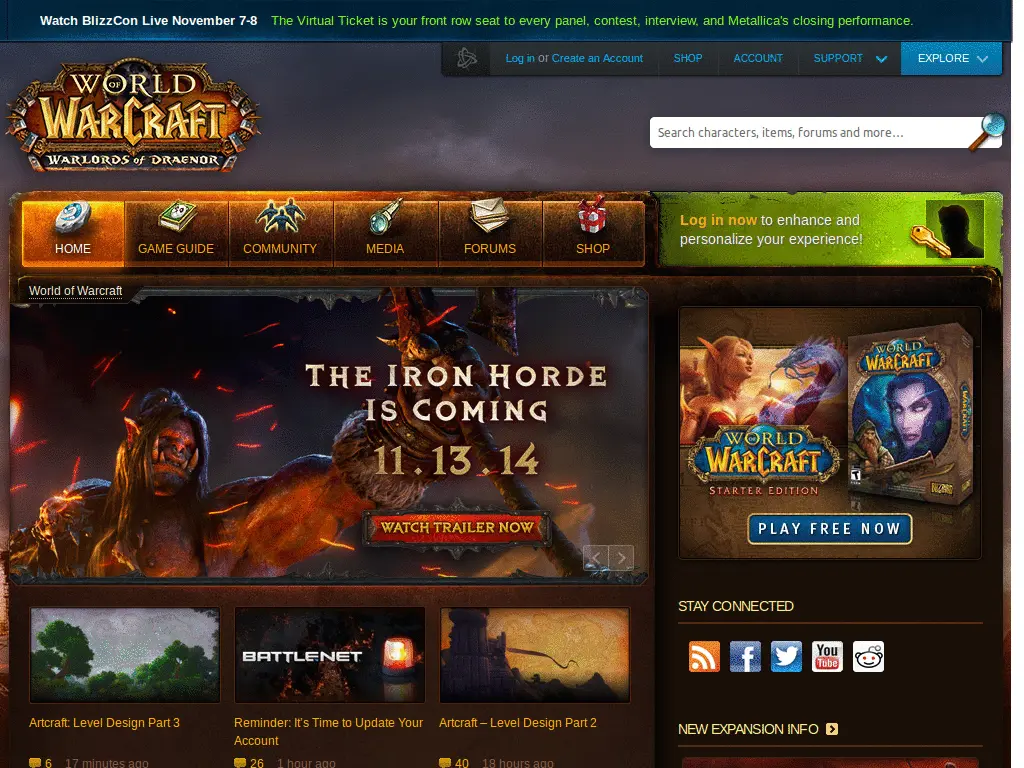 Watch BlizzCon Live November 7-8 The Virtual Ticket is your front row seat to every panel, contest, interview, and Metallica's closing performance.
Log in or Create an Account SHOP ACCOUNT SUPPORT EXPLORE
WORLD OF WARCRAFT
WARLORDS OF DRAENOR
Search characters, items, forums and more…
HOME GAME GUIDE COMMUNITY MEDIA FORUMS SHOP
Log in now to enhance and
personalize your experience!
World of Warcraft
THE IRON HORDE
IS COMING
11.13.14
WATCH TRAILER NOW
WORLD OF WARCRAFT
STARTER EDITION
WORLD OF WARCRAFT
WARCRAFT
BLIZZARD
T
PLAY FREE NOW
STAY CONNECTED
You
Tube
BATTLE.NET
Artcraft: Level Design Part 3
Reminder: It's Time to Update Your
Account
Artcraft – Level Design Part 2
6 17 minutes ago
26 1 hour ago
40 18 hours ago
NEW EXPANSION INFO